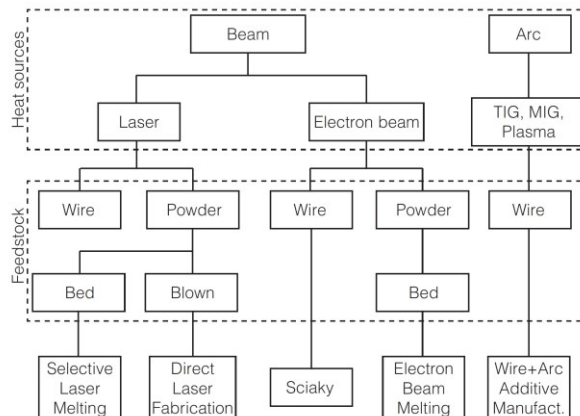 Heat sources
Beam
Arc
Laser
Electron beam
TIG, MIG,
Plasma
Feedstock
Wire
Powder
Wire
Powder
Wire
Bed
Blown
Bed
Selective
Laser
Melting
Direct
Laser
Fabrication
Sciaky
Electron
Beam
Melting
Wire+Arc
Additive
Manufact.